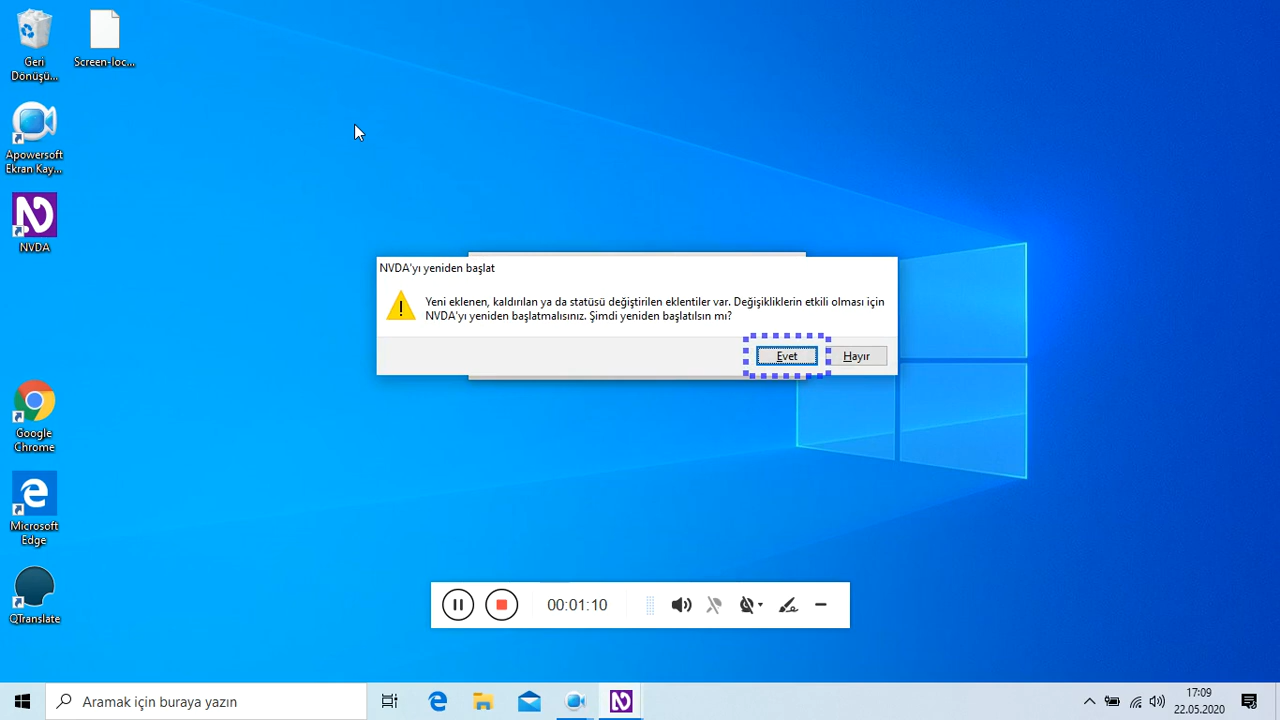 Geri
Dönüşü...
Screen-loc...
Apowersoft
Ekran Kay...
NVDA
NVDA'yı yeniden başlat
Yeni eklenen, kaldırılan ya da statüsü değiştirilen eklentiler var. Değişikliklerin etkili olması için
NVDA'yı yeniden başlatmalısınız. Şimdi yeniden başlatılsın mı?
Evet
Hayır
Google
Chrome
Microsoft
Edge
QTranslate
00:01:10
Aramak için buraya yazın
17:09
22.05.2020